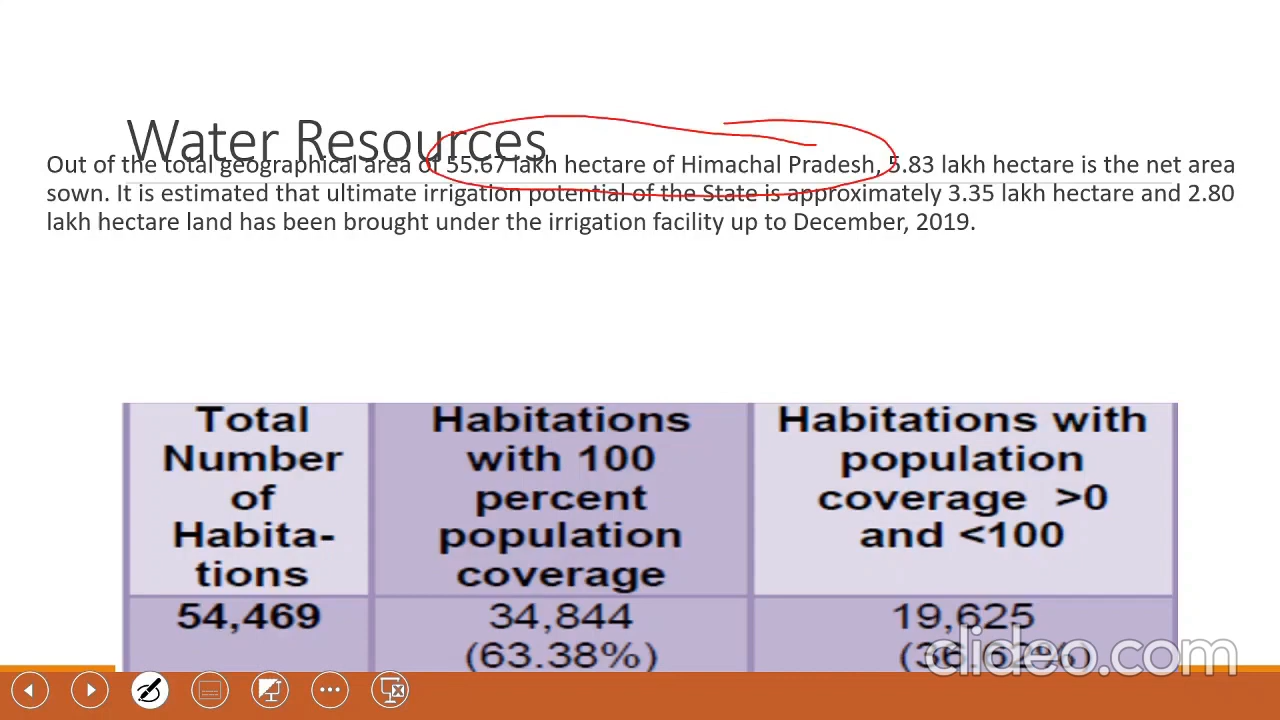 Water Resources
Out of the total geographical area of 55.67 lakh hectare of Himachal Pradesh, 5.83 lakh hectare is the net area
sown. It is estimated that ultimate irrigation potential of the State is approximately 3.35 lakh hectare and 2.80
lakh hectare land has been brought under the irrigation facility up to December, 2019.
Total
Number
of
Habita-
tions
Habitations
with 100
percent
population
coverage
Habitations with
population
coverage >0
and <100
54,469
34,844
(63.38%)
19,625
clideo.com